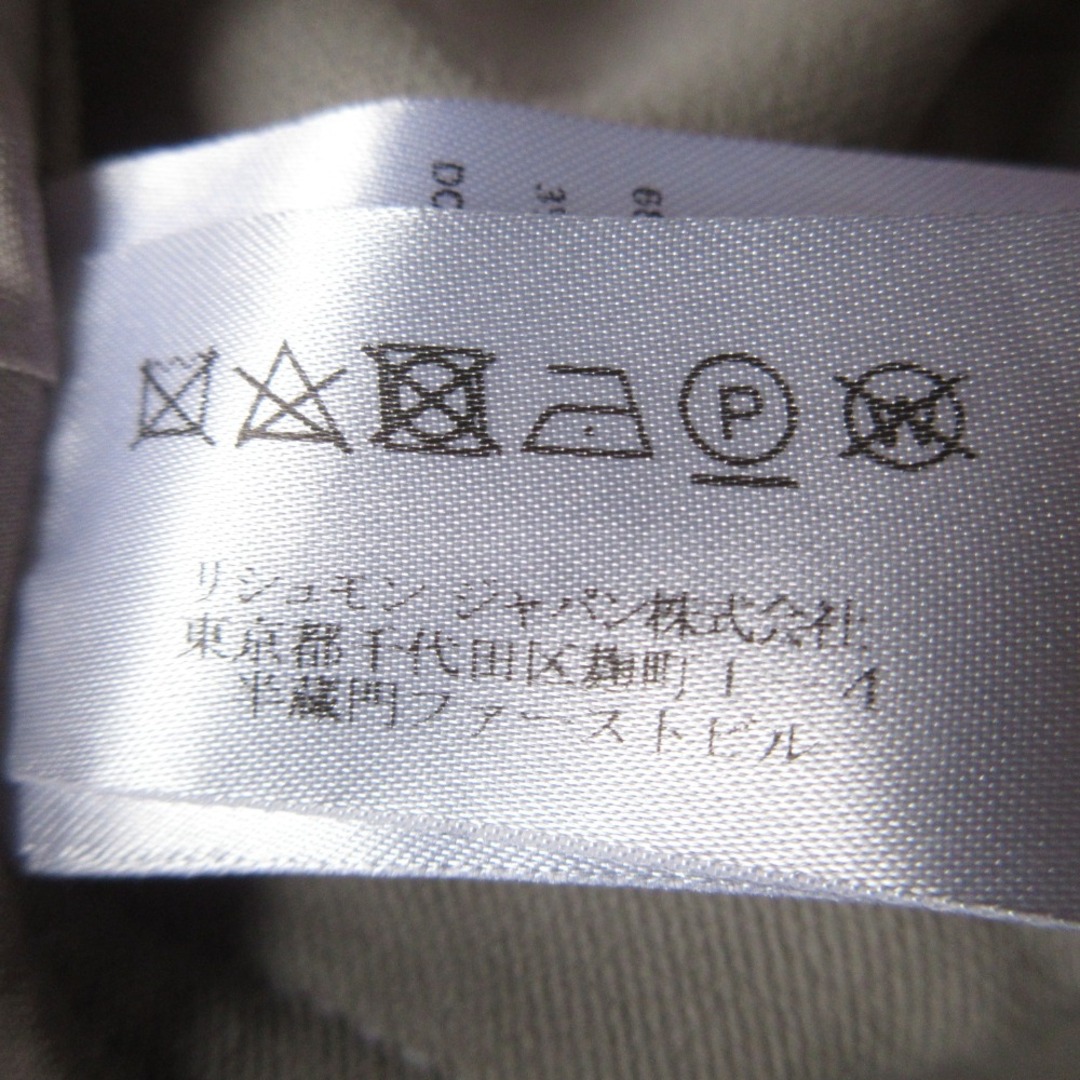 DC
リシュモン ジャパン株式会社
東京都千代田区麹町1 4
半蔵門ファーストビル
P
W